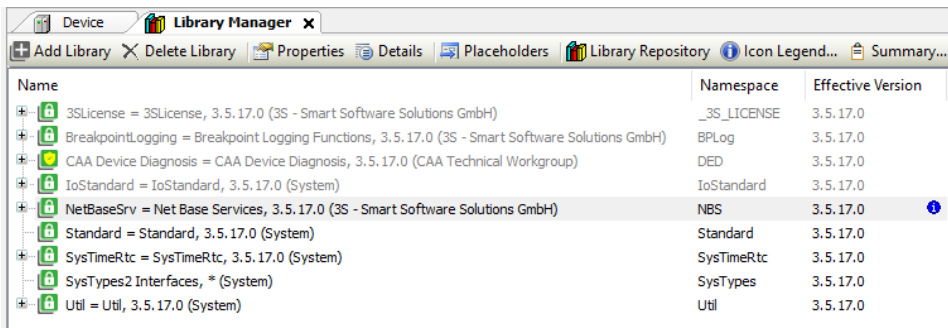 Device Library Manager x
Add Library Delete Library Properties Details Placeholders Library Repository Icon Legend... Summary...
Name Namespace Effective Version
3SLicense = 3SLicense, 3.5.17.0 (3S - Smart Software Solutions GmbH) _3S_LICENSE 3.5.17.0
BreakpointLogging = Breakpoint Logging Functions, 3.5.17.0 (3S - Smart Software Solutions GmbH) BPLog 3.5.17.0
CAA Device Diagnosis = CAA Device Diagnosis, 3.5.17.0 (CAA Technical Workgroup) DED 3.5.17.0
IoStandard = IoStandard, 3.5.17.0 (System) IoStandard 3.5.17.0
NetBaseSrv = Net Base Services, 3.5.17.0 (3S - Smart Software Solutions GmbH) NBS 3.5.17.0
Standard = Standard, 3.5.17.0 (System) Standard 3.5.17.0
SysTimeRtc = SysTimeRtc, 3.5.17.0 (System) SysTimeRtc 3.5.17.0
SysTypes2 Interfaces, * (System) SysTypes 3.5.17.0
Util = Util, 3.5.17.0 (System) Util 3.5.17.0